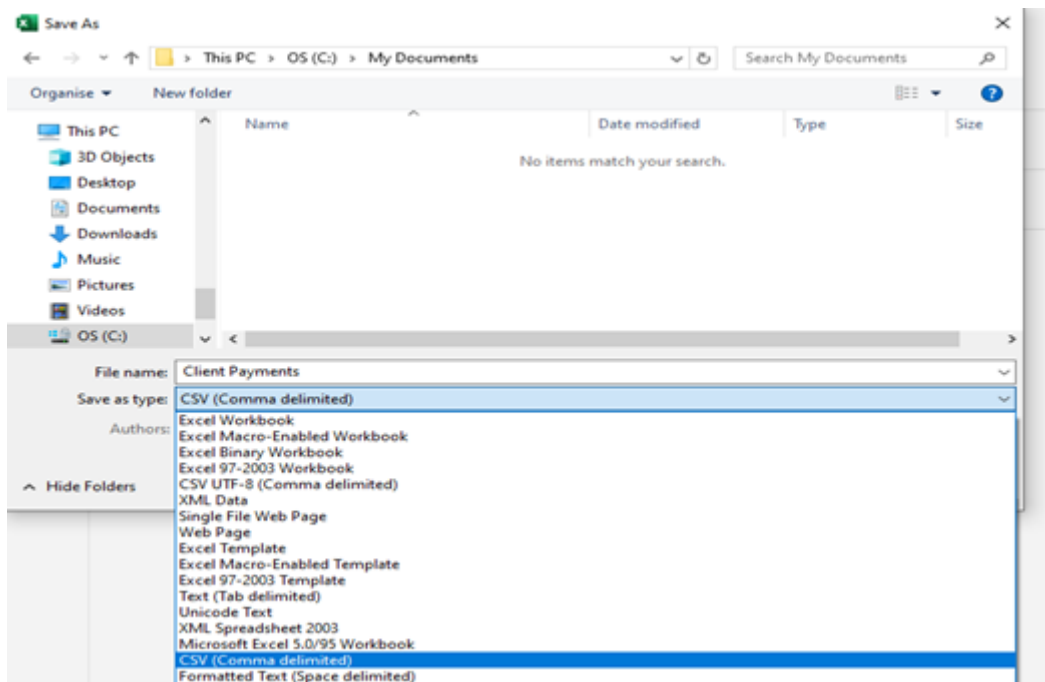 Save As
This PC > OS (C:) > My Documents
Search My Documents
Organise
New folder
Name
Date modified
Type
Size
No items match your search.
This PC
3D Objects
Desktop
Documents
Downloads
Music
Pictures
Videos
OS (C:)
File name: Client Payments
Save as type: CSV (Comma delimited)
Authors:
Hide Folders
Excel Workbook
Excel Macro-Enabled Workbook
Excel Binary Workbook
Excel 97-2003 Workbook
CSV UTF-8 (Comma delimited)
XML Data
Single File Web Page
Web Page
Excel Template
Excel Macro-Enabled Template
Excel 97-2003 Template
Text (Tab delimited)
Unicode Text
XML Spreadsheet 2003
Microsoft Excel 5.0/95 Workbook
CSV (Comma delimited)
Formatted Text (Space delimited)